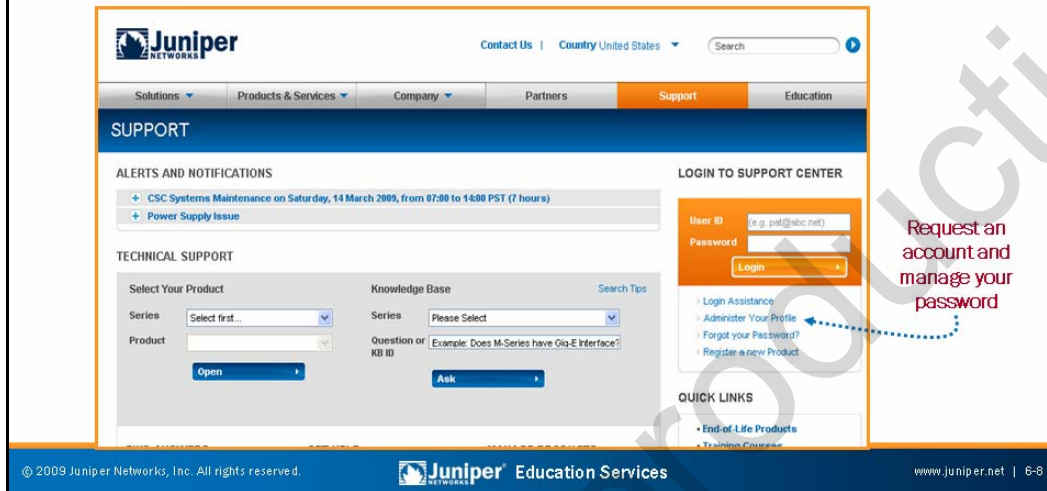 Juniper
NETWORKS
Contact Us | Country United States
Search
Solutions
Products & Services
Company
Partners
Support
Education
SUPPORT
ALERTS AND NOTIFICATIONS
CSC Systems Maintenance on Saturday, 14 March 2009, from 07:00 to 14:00 PST (7 hours)
Power Supply Issue
TECHNICAL SUPPORT
Select Your Product
Series
Select first...
Product
Open
Knowledge Base
Search Tips
Series
Please Select
Question or
KB ID
Example: Does M-Series have Gig-E Interface?
Ask
LOGIN TO SUPPORT CENTER
User ID
(e.g. pat@abc.net)
Password
Login
Login Assistance
Administer Your Profile
Forgot your Password?
Register a new Product
QUICK LINKS
• End-of-Life Products
• Training Courses
Request an
account and
manage your
password
© 2009 Juniper Networks, Inc. All rights reserved.
Juniper
NETWORKS
Education Services
www.juniper.net | 6-8